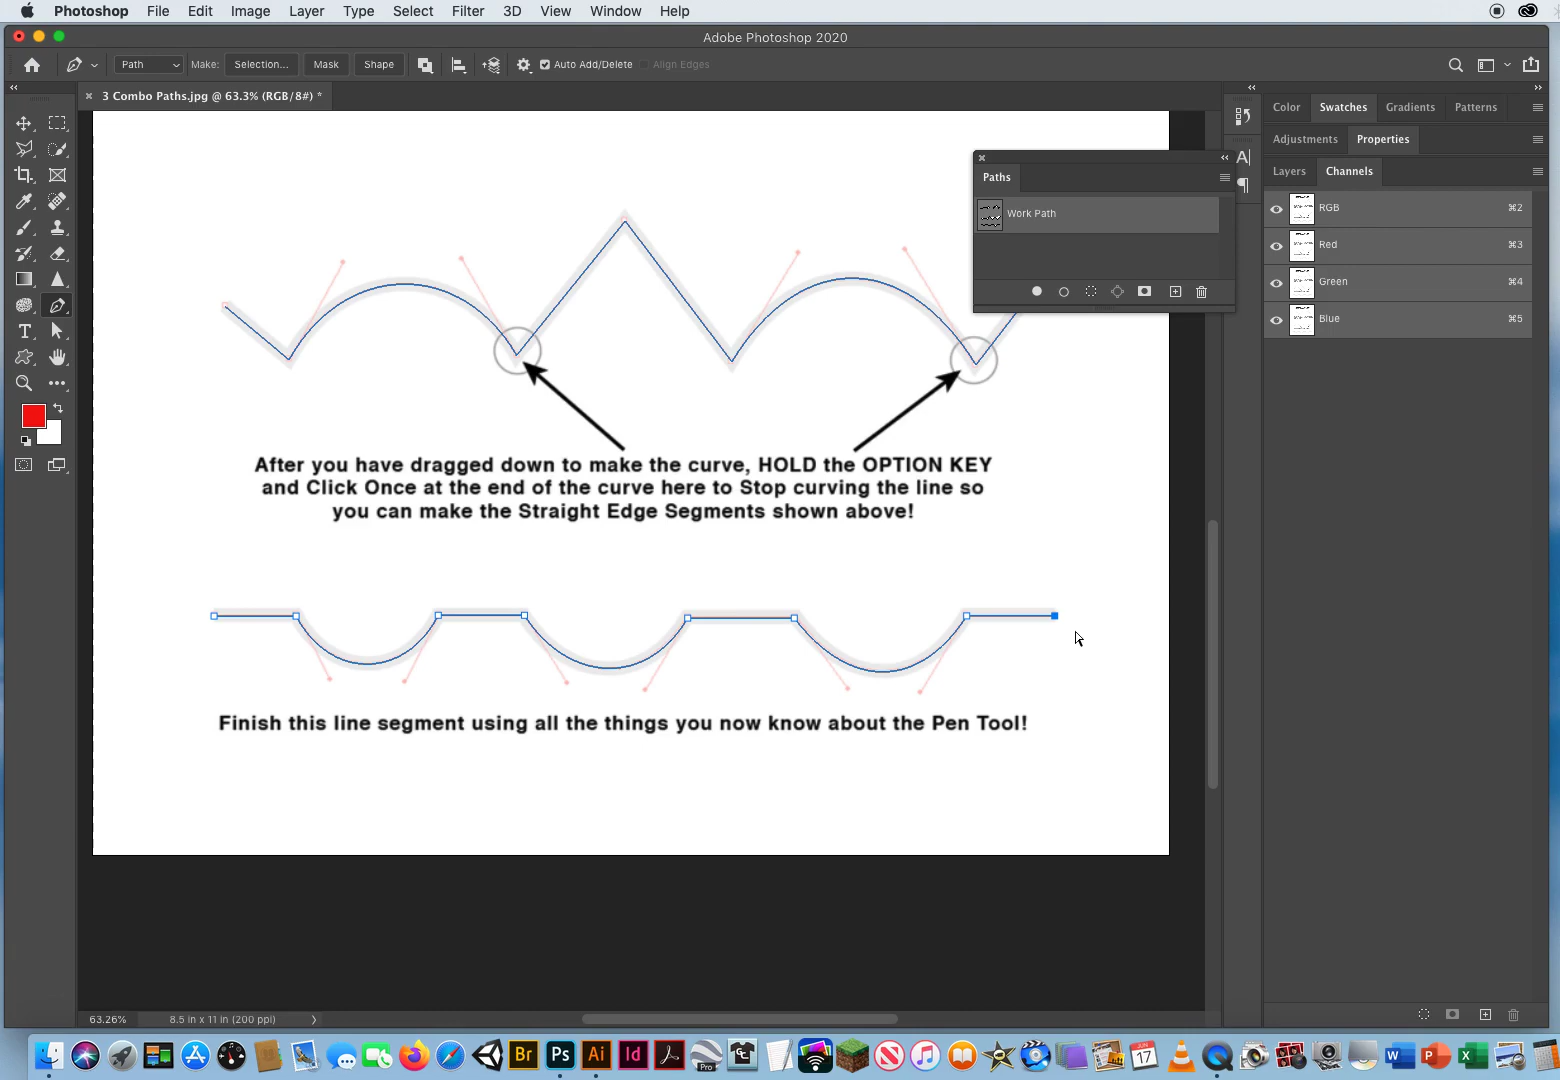 Photoshop File Edit Image Layer Type Select Filter 3D View Window Help
Adobe Photoshop 2020
Path Make: Selection... Mask Shape Auto Add/Delete Align Edges
3 Combo Paths.jpg @ 63.3% (RGB/8#) *
Color Swatches Gradients Patterns
Adjustments Properties
Layers Channels
Paths
Work Path
RGB ⌘2
Red ⌘3
Green ⌘4
Blue ⌘5
After you have dragged down to make the curve, HOLD the OPTION KEY
and Click Once at the end of the curve here to Stop curving the line so
you can make the Straight Edge Segments shown above!
Finish this line segment using all the things you now know about the Pen Tool!
63.26% 8.5 in x 11 in (200 ppi)
Br Ps Ai Id Pro JUN 17 W P X